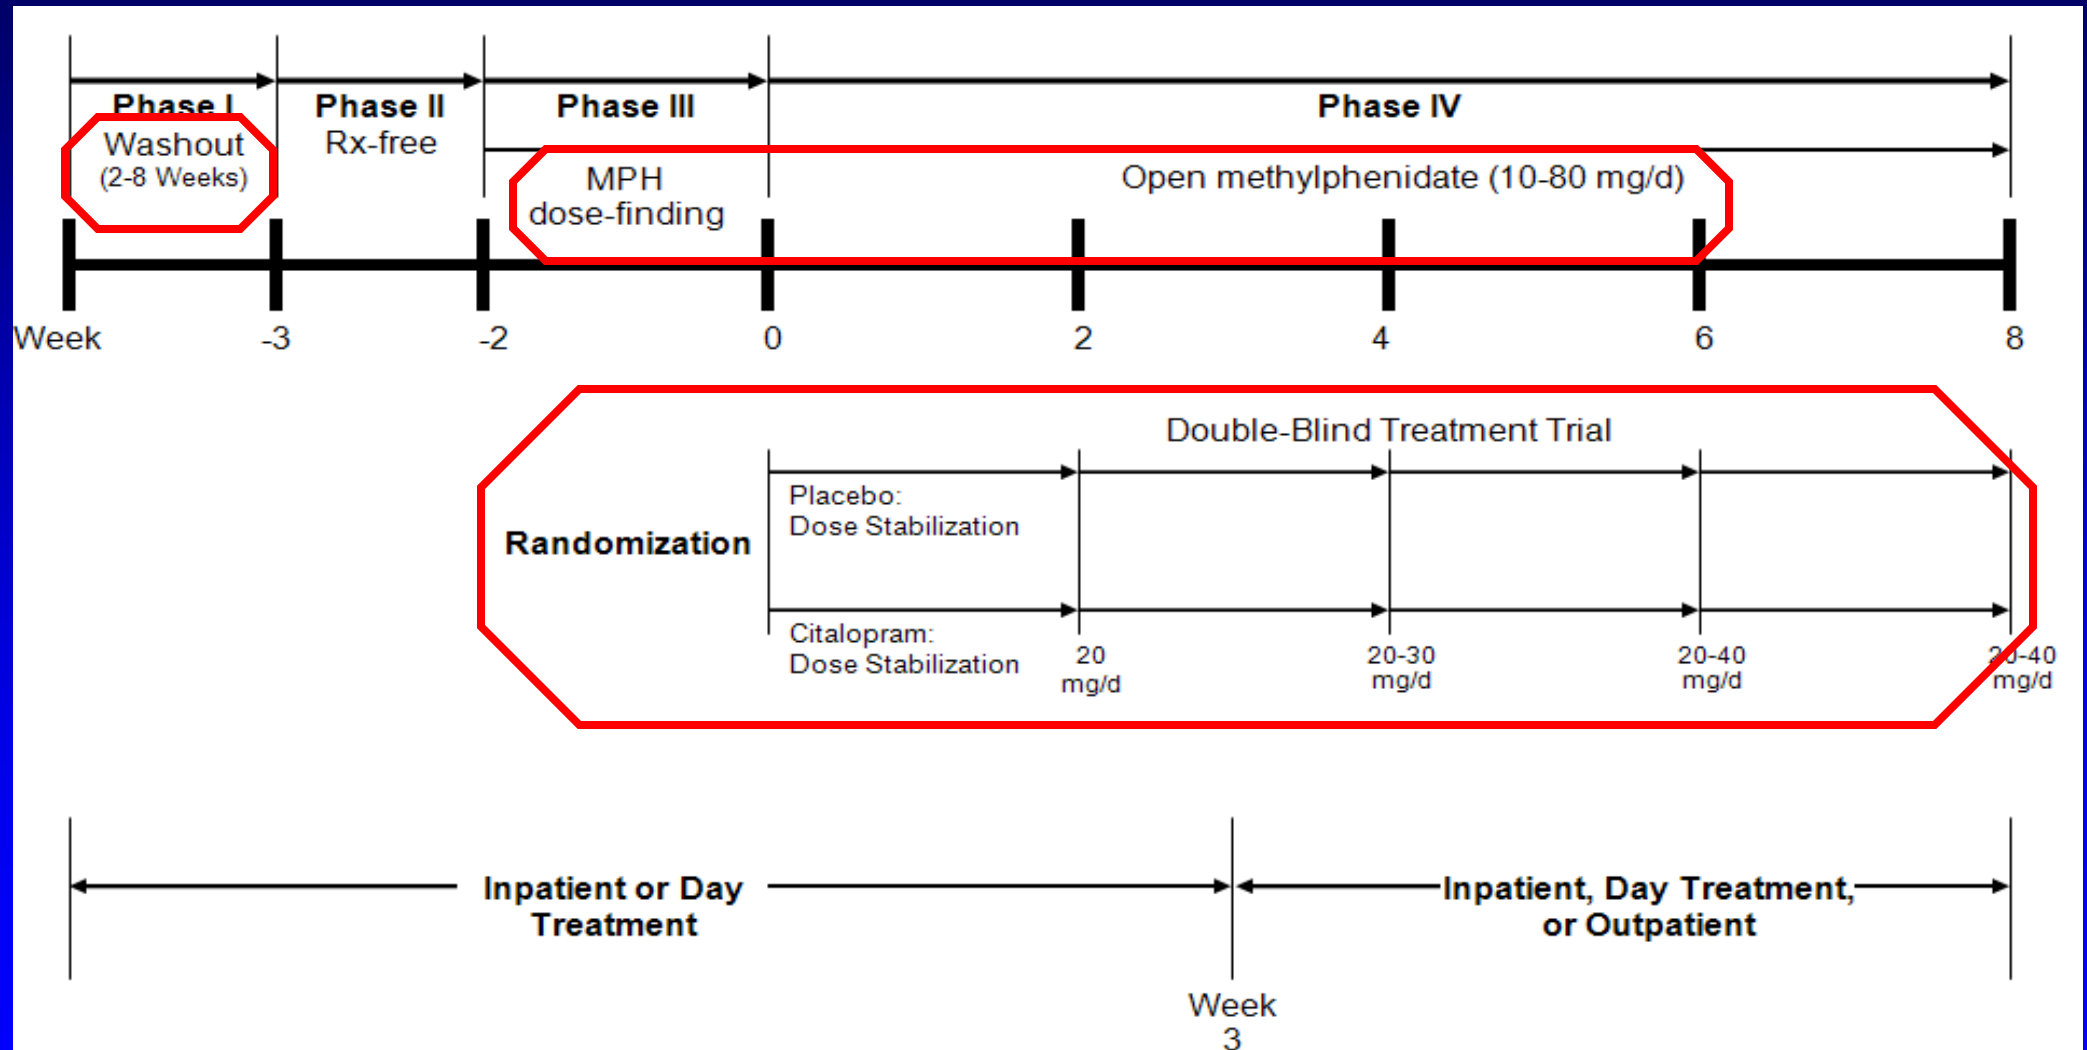 Phase I
Phase II
Phase III
Phase IV
Washout
(2-8 Weeks)
Rx-free
MPH
dose-finding
Open methylphenidate (10-80 mg/d)
Week -3 -2 0 2 4 6 8
Double-Blind Treatment Trial
Randomization
Placebo:
Dose Stabilization
Citalopram:
Dose Stabilization
20
mg/d
20-30
mg/d
20-40
mg/d
20-40
mg/d
Inpatient or Day
Treatment
Inpatient, Day Treatment,
or Outpatient
Week
3